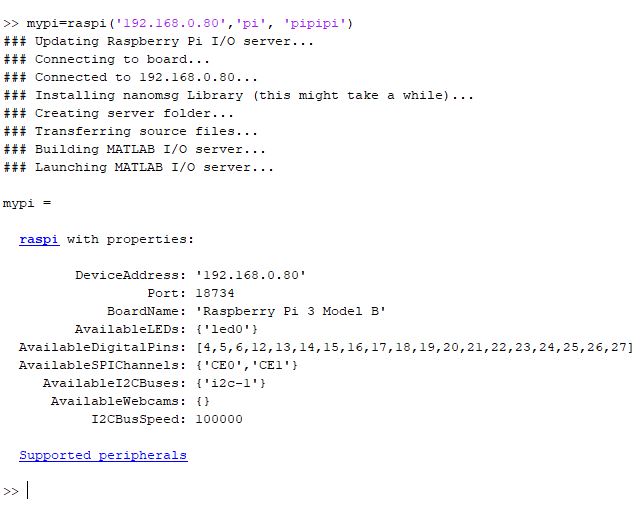 >> mypi=raspi('192.168.0.80','pi', 'pipipi')
### Updating Raspberry Pi I/O server...
### Connecting to board...
### Connected to 192.168.0.80...
### Installing nanomsg Library (this might take a while)...
### Creating server folder...
### Transferring source files...
### Building MATLAB I/O server...
### Launching MATLAB I/O server...
mypi =
raspi with properties:
DeviceAddress: '192.168.0.80'
Port: 18734
BoardName: 'Raspberry Pi 3 Model B'
AvailableLEDs: {'led0'}
AvailableDigitalPins: [4,5,6,12,13,14,15,16,17,18,19,20,21,22,23,24,25,26,27]
AvailableSPIChannels: {'CE0','CE1'}
AvailableI2CBuses: {'i2c-1'}
AvailableWebcams: {}
I2CBusSpeed: 100000
Supported peripherals
>>